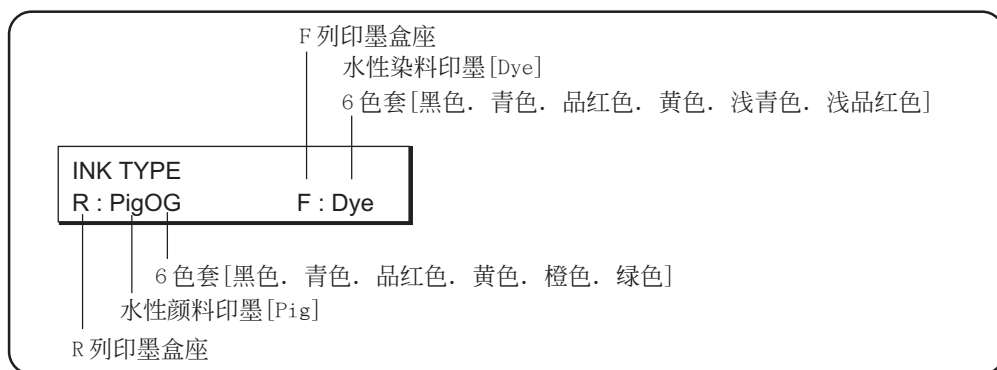 F列印墨盒座
水性染料印墨[Dye]
6色套[黑色．青色．品红色．黄色．浅青色．浅品红色]
INK TYPE
R : PigOG F : Dye
6色套[黑色．青色．品红色．黄色．橙色．绿色]
水性颜料印墨[Pig]
R列印墨盒座